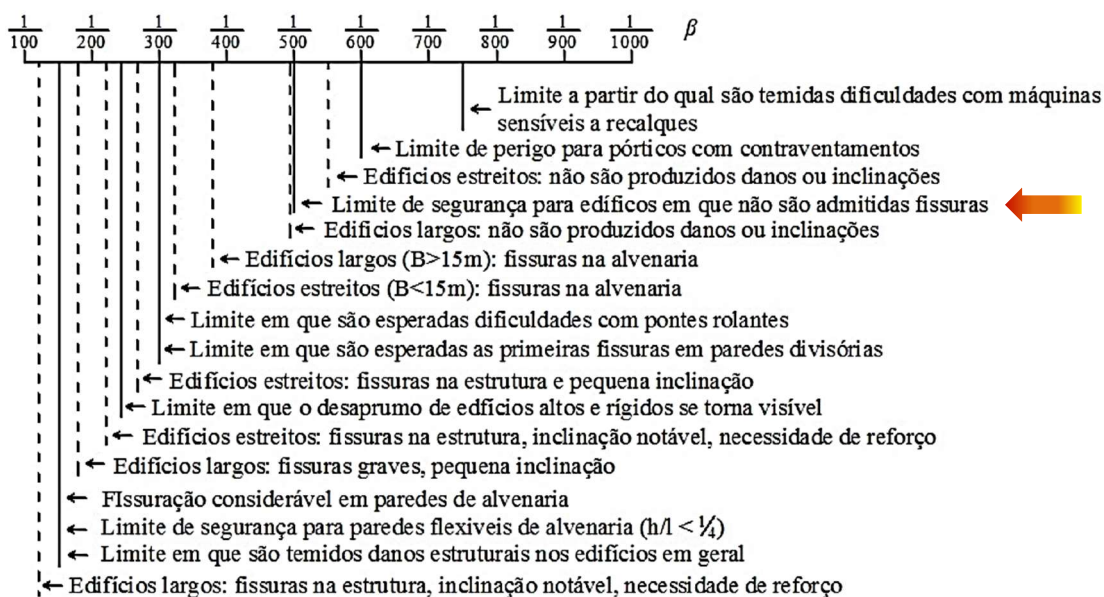 1/100 1/200 1/300 1/400 1/500 1/600 1/700 1/800 1/900 1/1000 β
Limite a partir do qual são temidas dificuldades com máquinas
sensíveis a recalques
Limite de perigo para pórticos com contraventamentos
Edifícios estreitos: não são produzidos danos ou inclinações
Limite de segurança para edíficos em que não são admitidas fissuras
Edifícios largos: não são produzidos danos ou inclinações
Edifícios largos (B>15m): fissuras na alvenaria
Edifícios estreitos (B<15m): fissuras na alvenaria
Limite em que são esperadas dificuldades com pontes rolantes
Limite em que são esperadas as primeiras fissuras em paredes divisórias
Edifícios estreitos: fissuras na estrutura e pequena inclinação
Limite em que o desaprumo de edfícios altos e rígidos se torna visível
Edifícios estreitos: fissuras na estrutura, inclinação notável, necessidade de reforço
Edifícios largos: fissuras graves, pequena inclinação
FIssuração considerável em paredes de alvenaria
Limite de segurança para paredes flexiveis de alvenaria (h/l < ¼)
Limite em que são temidos danos estruturais nos edifícios em geral
Edifícios largos: fissuras na estrutura, inclinação notável, necessidade de reforço